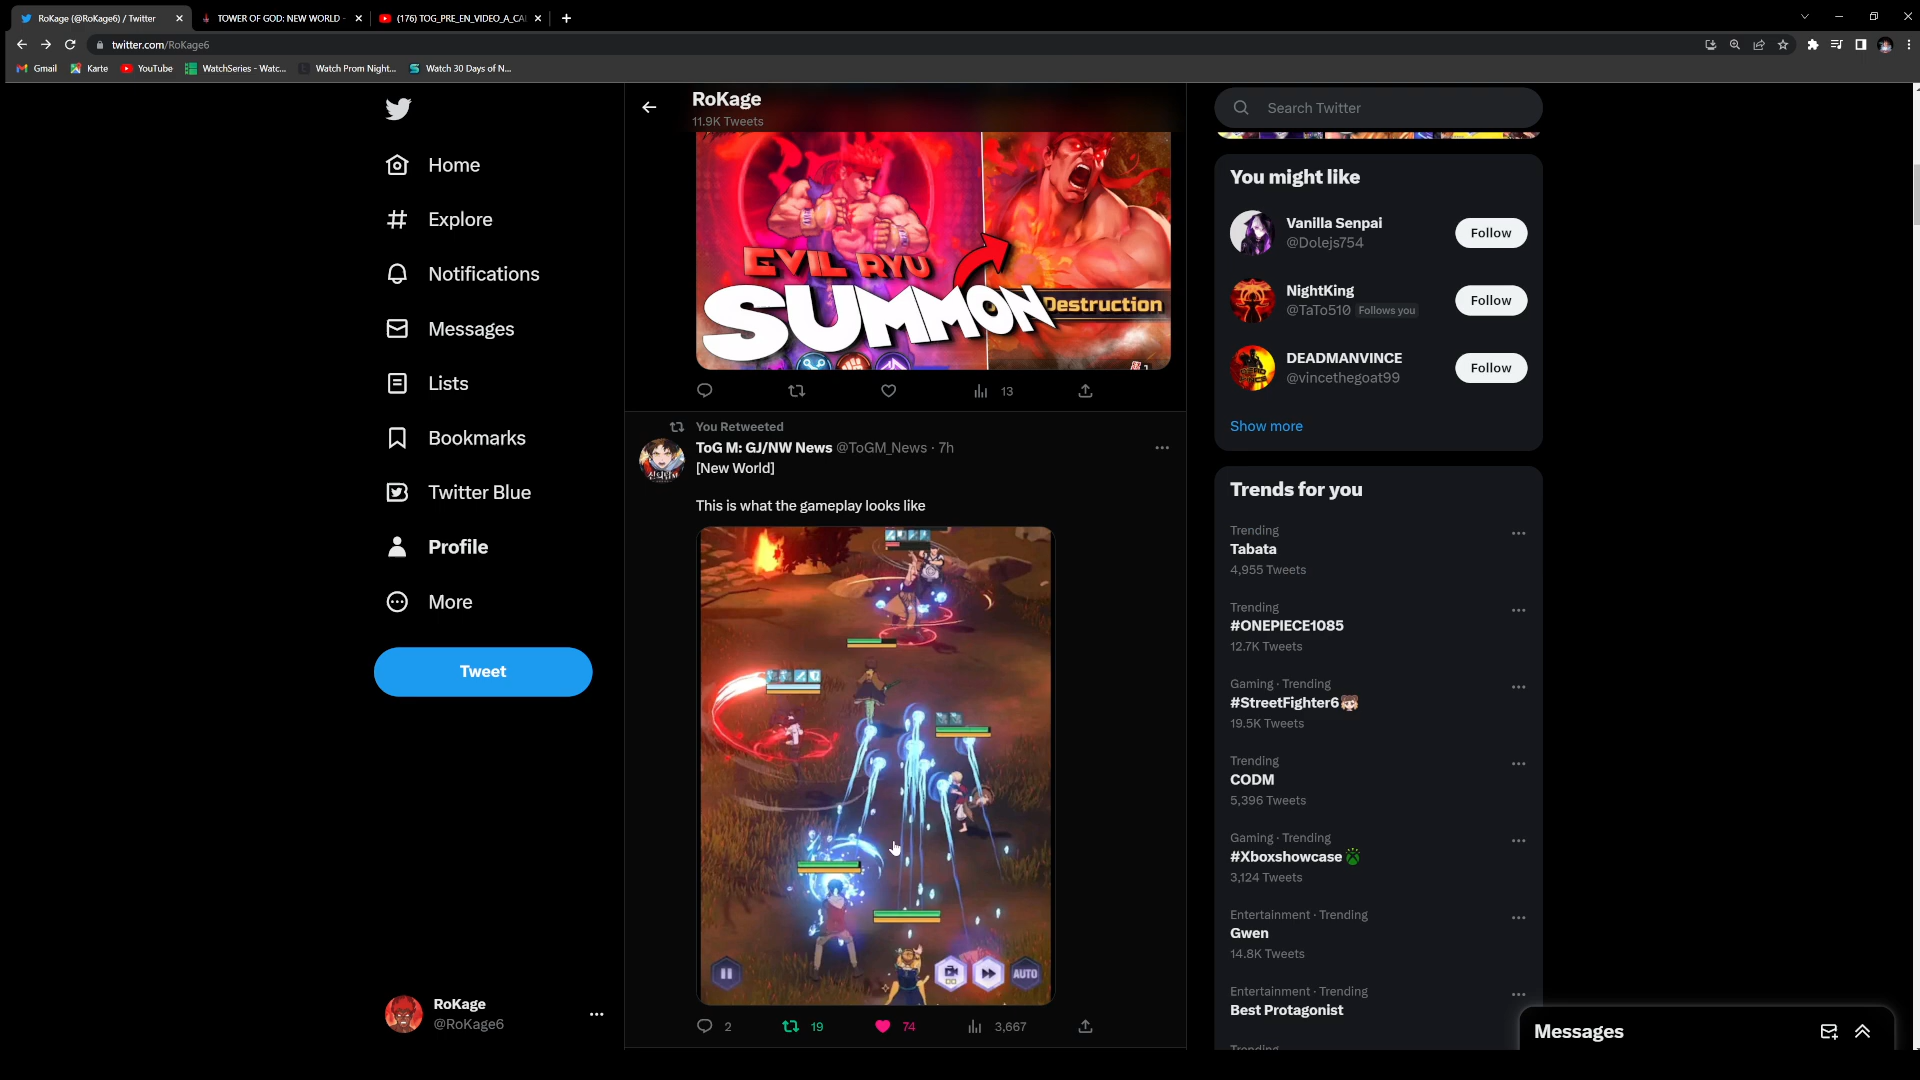 RoKage (@RoKage6) / Twitter
TOWER OF GOD: NEW WORLD -
(176) TOG_PRE_EN_VIDEO_A_CA
twitter.com/RoKage6
Gmail
Karte
YouTube
WatchSeries - Watc...
Watch Prom Night...
Watch 30 Days of N...
Home
Explore
Notifications
Messages
Lists
Bookmarks
Twitter Blue
Profile
More
Tweet
RoKage
@RoKage6
RoKage
11.9K Tweets
EVIL RYU
SUMMON
Destruction
13
You Retweeted
ToG M: GJ/NW News @ToGM_News · 7h
[New World]
This is what the gameplay looks like
AUTO
2
19
74
3,667
Search Twitter
You might like
Vanilla Senpai
@Dolejs754
Follow
NightKing
@TaTo510 Follows you
Follow
DEADMANVINCE
@vincethegoat99
Follow
Show more
Trends for you
Trending
Tabata
4,955 Tweets
Trending
#ONEPIECE1085
12.7K Tweets
Gaming · Trending
#StreetFighter6
19.5K Tweets
Trending
CODM
5,396 Tweets
Gaming · Trending
#Xboxshowcase
3,124 Tweets
Entertainment · Trending
Gwen
14.8K Tweets
Entertainment · Trending
Best Protagonist
Trending
Messages